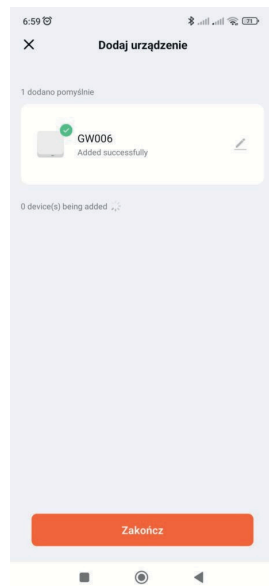 6:59
Dodaj urządzenie
1 dodano pomyślnie
GW006
Added successfully
0 device(s) being added
Zakończ